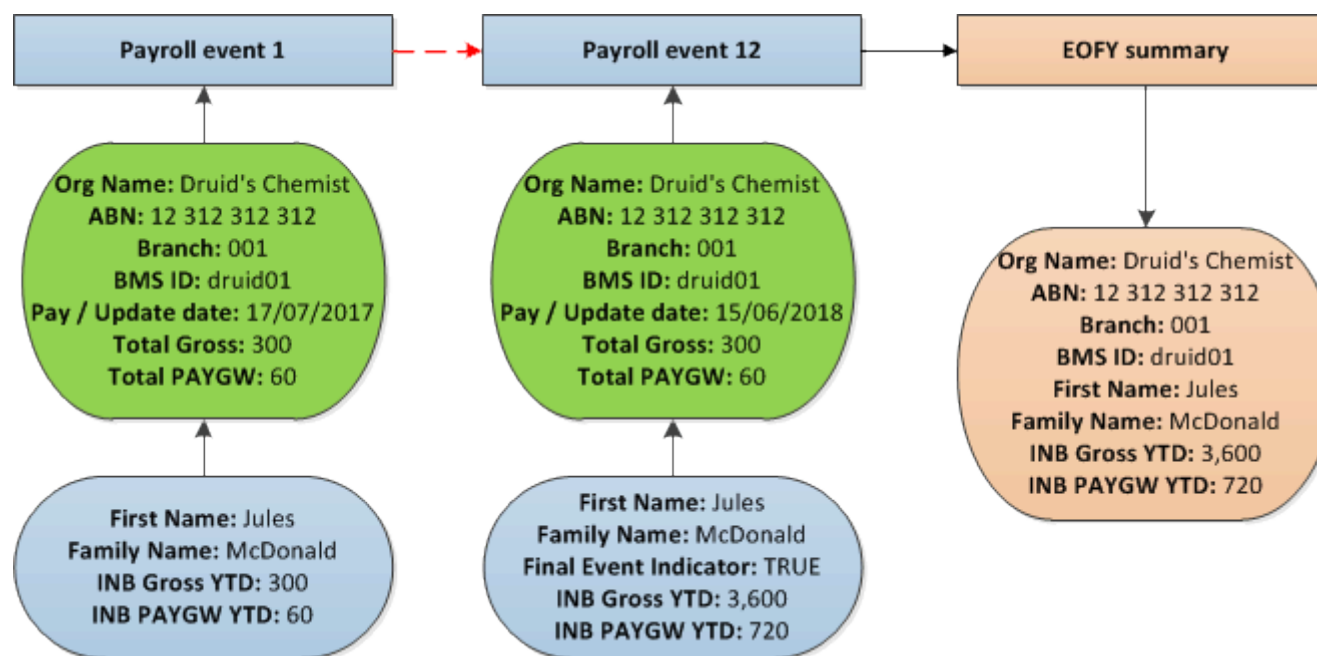 Payroll event 1
Payroll event 12
EOFY summary
Org Name: Druid's Chemist
ABN: 12 312 312 312
Branch: 001
BMS ID: druid01
Pay / Update date: 17/07/2017
Total Gross: 300
Total PAYGW: 60
Org Name: Druid's Chemist
ABN: 12 312 312 312
Branch: 001
BMS ID: druid01
Pay / Update date: 15/06/2018
Total Gross: 300
Total PAYGW: 60
Org Name: Druid's Chemist
ABN: 12 312 312 312
Branch: 001
BMS ID: druid01
First Name: Jules
Family Name: McDonald
INB Gross YTD: 3,600
INB PAYGW YTD: 720
First Name: Jules
Family Name: McDonald
INB Gross YTD: 300
INB PAYGW YTD: 60
First Name: Jules
Family Name: McDonald
Final Event Indicator: TRUE
INB Gross YTD: 3,600
INB PAYGW YTD: 720